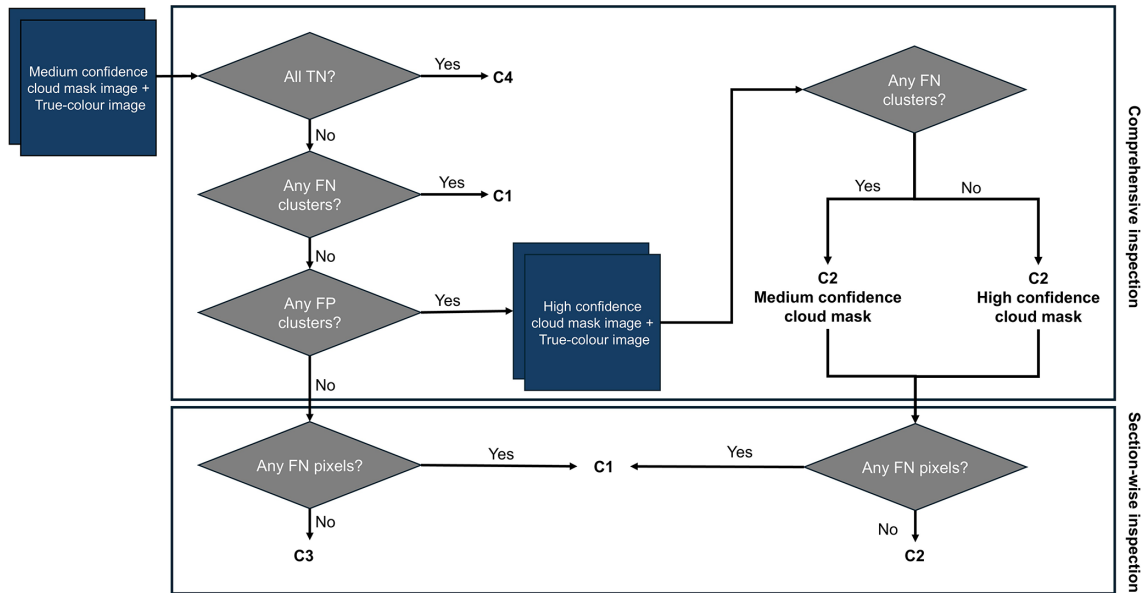 Medium confidence
cloud mask image +
True-colour image
All TN?
Yes
C4
No
Any FN
clusters?
Yes
C1
No
Any FP
clusters?
Yes
High confidence
cloud mask image +
True-colour image
Any FN
clusters?
Yes
No
C2
Medium confidence
cloud mask
C2
High confidence
cloud mask
Comprehensive inspection
No
Any FN pixels?
Yes
C1
Yes
Any FN pixels?
No
C3
No
C2
Section-wise inspection